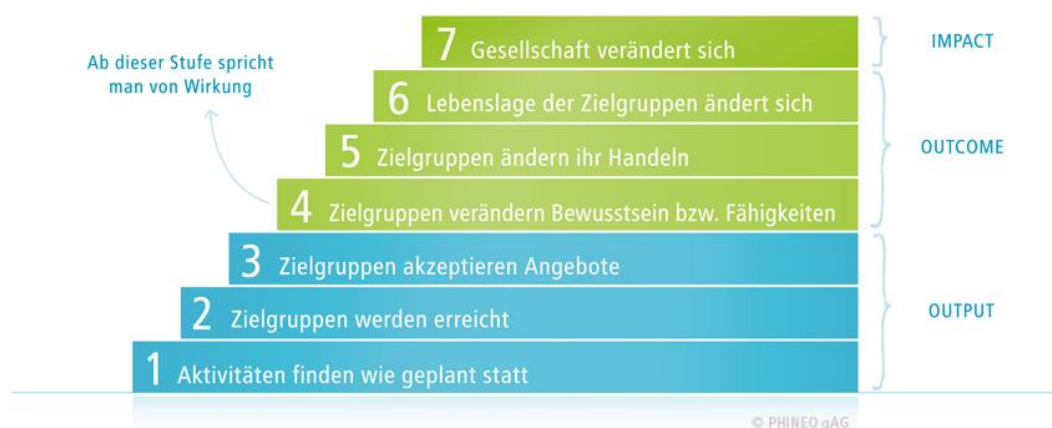 7 Gesellschaft verändert sich
IMPACT
Ab dieser Stufe spricht
man von Wirkung
6 Lebenslage der Zielgruppen ändert sich
5 Zielgruppen ändern ihr Handeln
OUTCOME
4 Zielgruppen verändern Bewusstsein bzw. Fähigkeiten
3 Zielgruppen akzeptieren Angebote
2 Zielgruppen werden erreicht
OUTPUT
1 Aktivitäten finden wie geplant statt
© PHINEO gAG